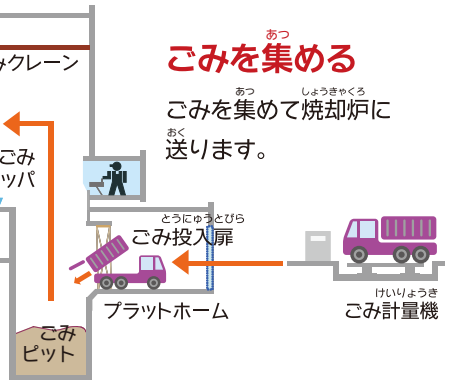 あつ
ごみを集める
あつ しょうきゃくろ
ごみを集めて焼却炉に
おく
送ります。
みクレーン
ごみ
ッパ
とうにゅうとびら
ごみ投入扉
プラットホーム
けいりょうき
ごみ計量機
ごみ
ピット